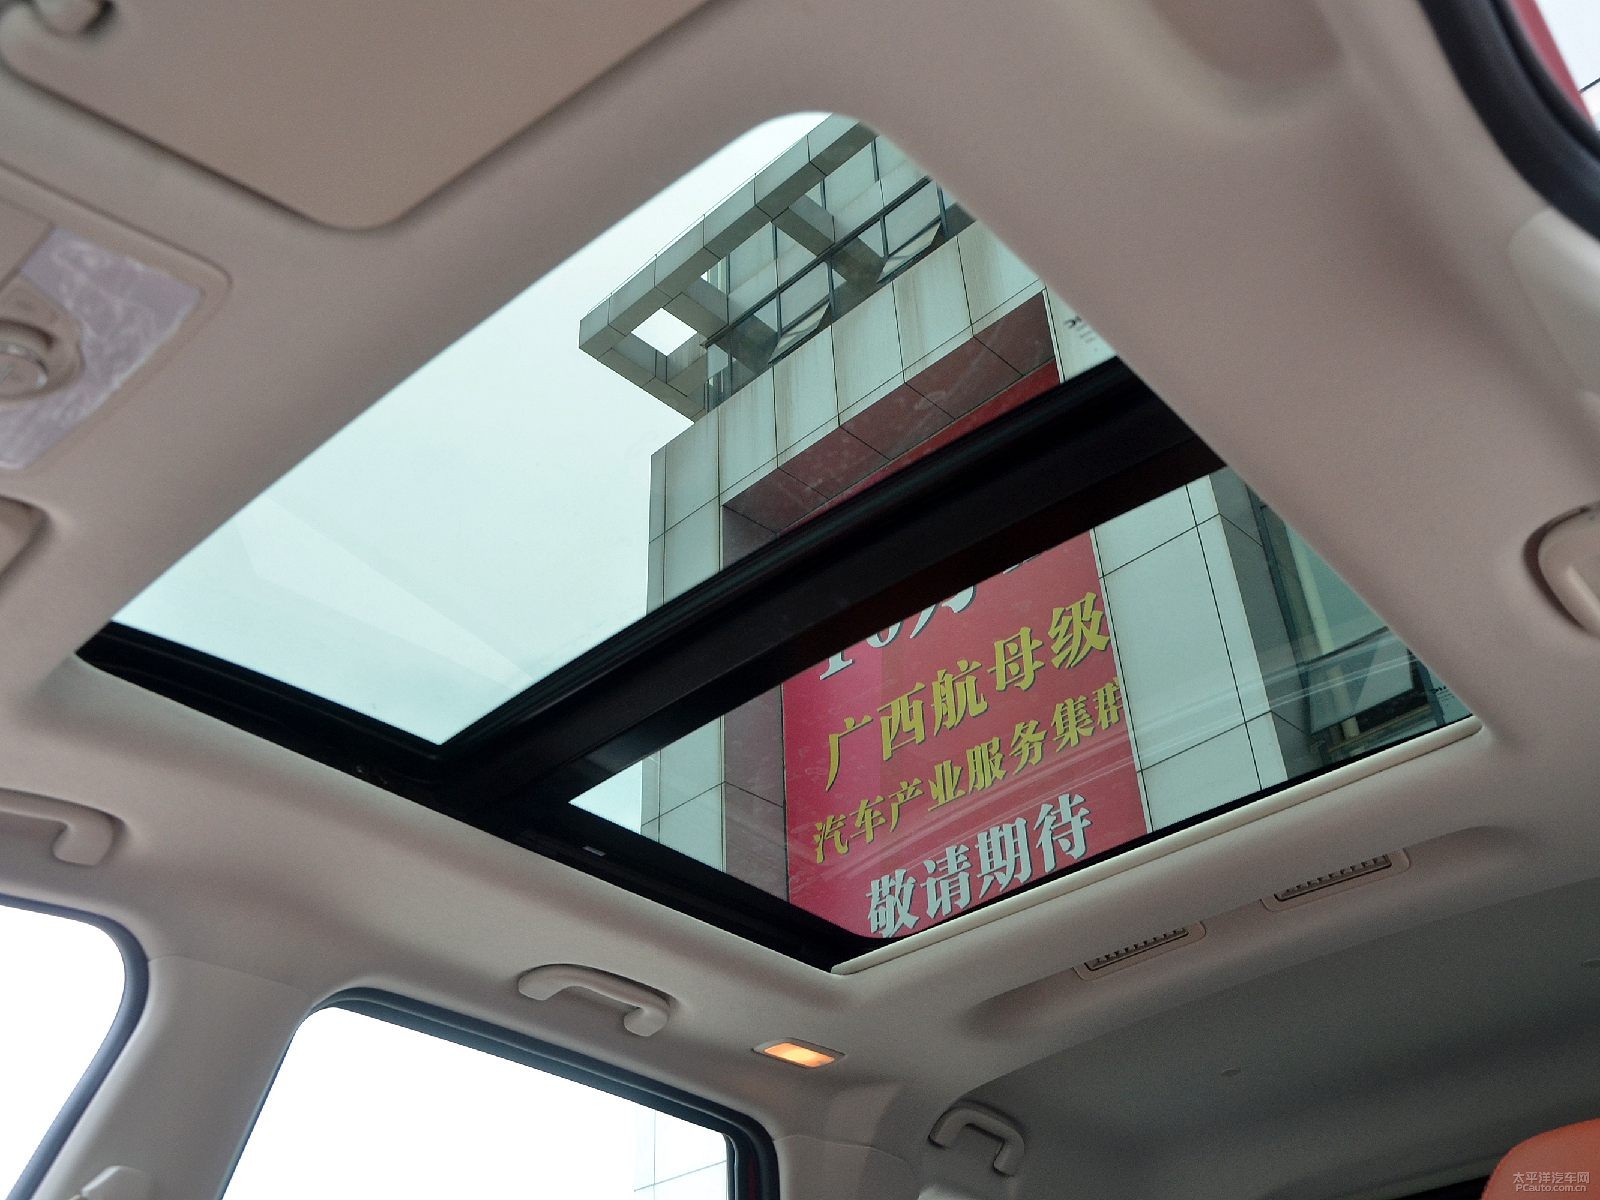 广西航母级
汽车产业服务集群
敬请期待
太平洋汽车网
PCauto.com.cn